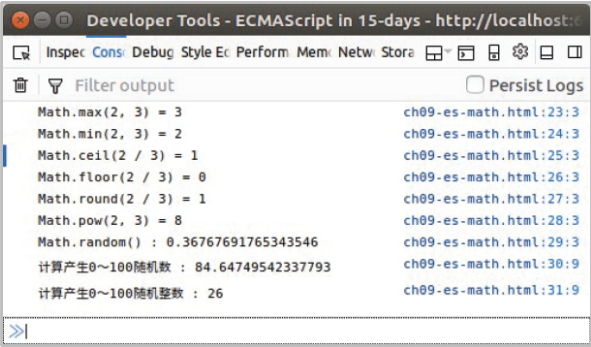 Developer Tools - ECMAScript in 15-days - http://localhost:6
Inspec Cons Debug Style Ed Perform Mem Netw Stora
Filter output Persist Logs
Math.max(2, 3) = 3 ch09-es-math.html:23:3
Math.min(2, 3) = 2 ch09-es-math.html:24:3
Math.ceil(2 / 3) = 1 ch09-es-math.html:25:3
Math.floor(2 / 3) = 0 ch09-es-math.html:26:3
Math.round(2 / 3) = 1 ch09-es-math.html:27:3
Math.pow(2, 3) = 8 ch09-es-math.html:28:3
Math.random() : 0.36767691765343546 ch09-es-math.html:29:3
计算产生0～100随机数 : 84.64749542337793 ch09-es-math.html:30:9
计算产生0～100随机整数 : 26 ch09-es-math.html:31:9